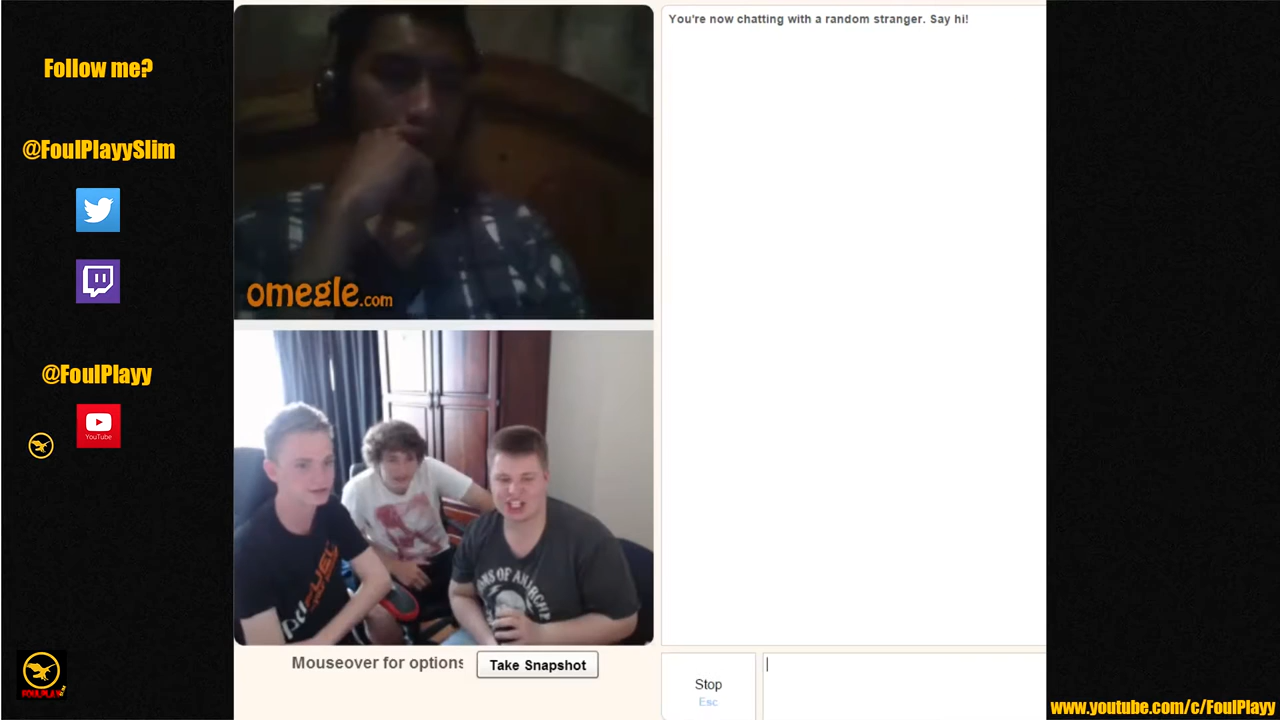 Follow me?
@FoulPlayySlim
@FoulPlayy
YouTube
FOULPLAY
omegle.com
Mouseover for options
Take Snapshot
You're now chatting with a random stranger. Say hi!
Stop
Esc
www.youtube.com/c/FoulPlayy